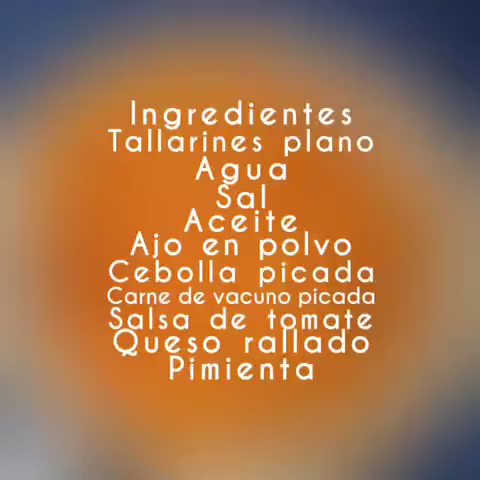 Ingredientes
Tallarines plano
Agua
Sal
Aceite
Ajo en polvo
Cebolla picada
Carne de vacuno picada
Salsa de tomate
Queso rallado
Pimienta